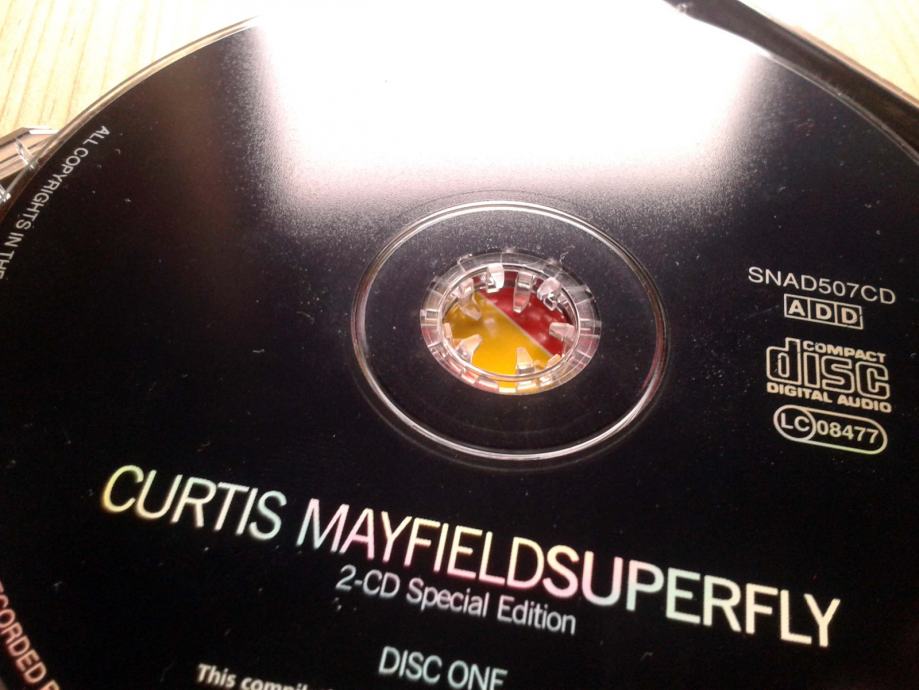 ALL COPYRIGHTS IN THE
SNAD507CD
ADD
COMPACT
disc
DIGITAL AUDIO
LC 08477
CURTIS MAYFIELDSUPERFLY
2-CD Special Edition
DISC ONE
This